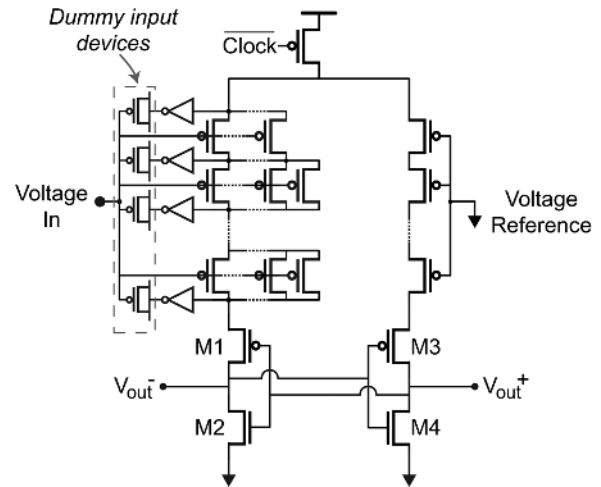 Dummy input
devices
Clock
Voltage
In
Voltage
Reference
M1
M3
Vout-
Vout+
M2
M4